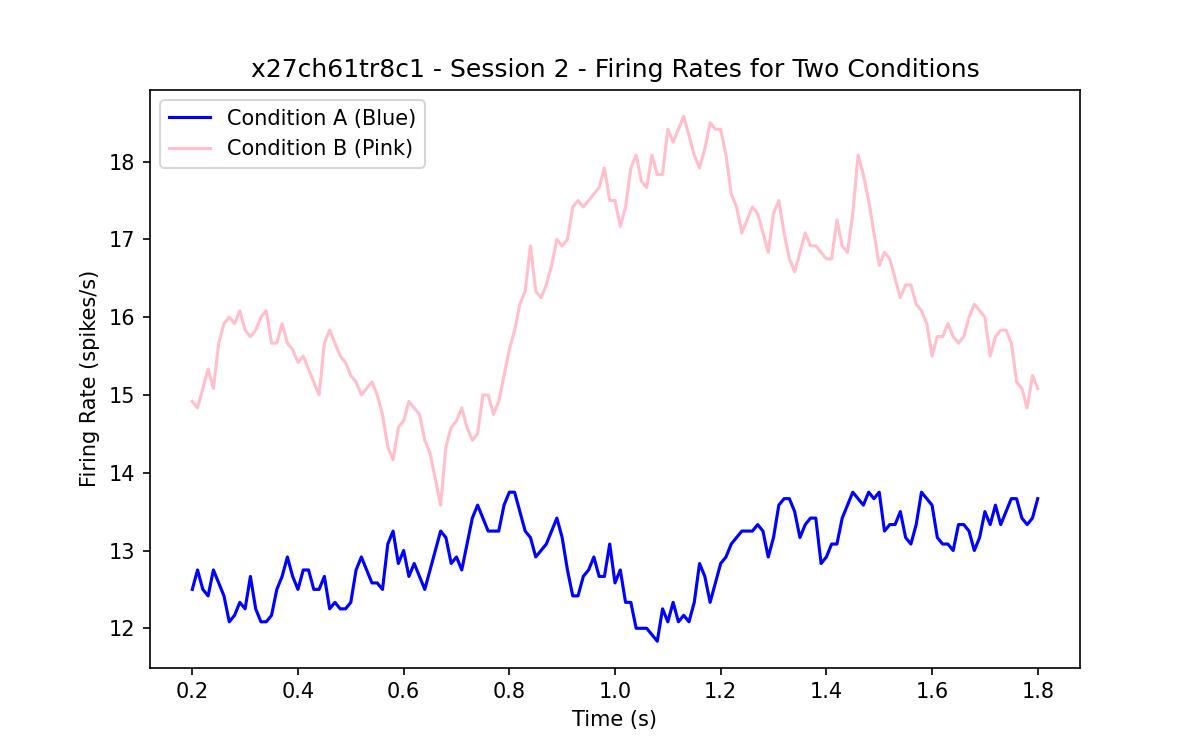 x27ch61tr8c1 - Session 2 - Firing Rates for Two Conditions
Condition A (Blue)
Condition B (Pink)
Firing Rate (spikes/s)
18
17
16
15
14
13
12
0.2 0.4 0.6 0.8 1.0 1.2 1.4 1.6 1.8
Time (s)